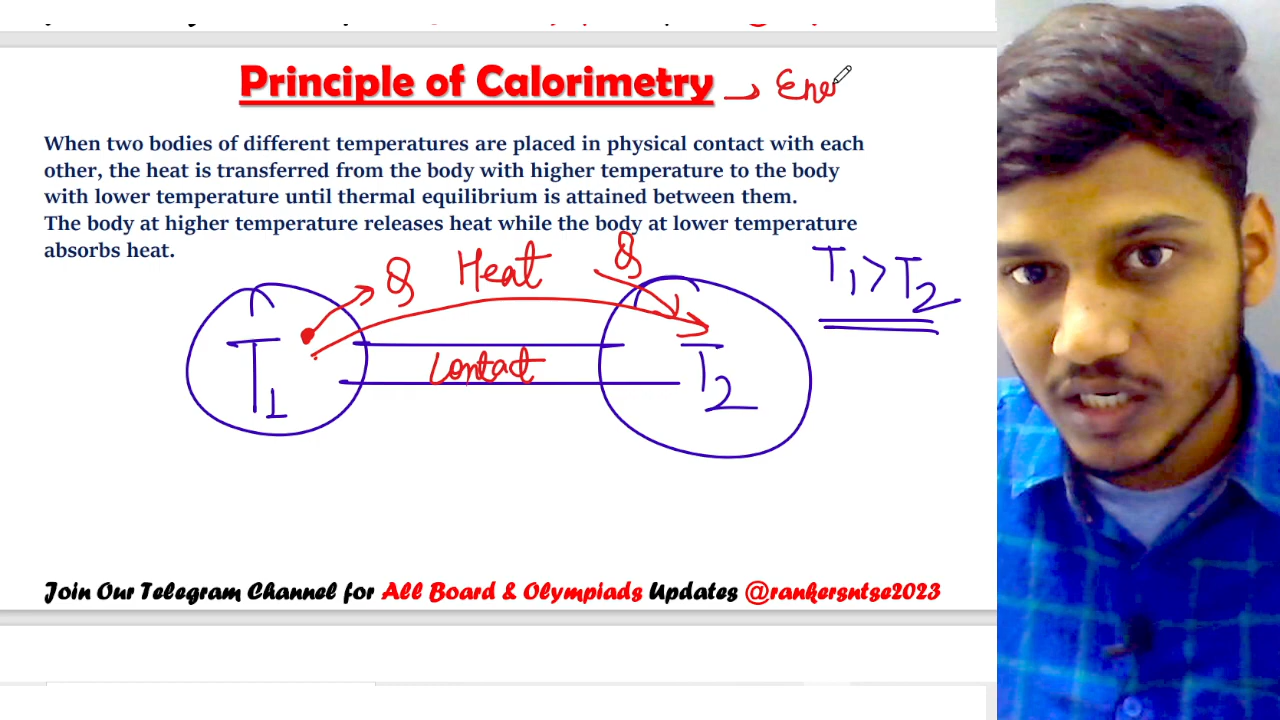 Principle of Calorimetry → Ene
When two bodies of different temperatures are placed in physical contact with each
other, the heat is transferred from the body with higher temperature to the body
with lower temperature until thermal equilibrium is attained between them.
The body at higher temperature releases heat while the body at lower temperature
absorbs heat.
Q Heat Q
T1 > T2
T1 Contact T2
Join Our Telegram Channel for All Board & Olympiads Updates @rankersntse2023